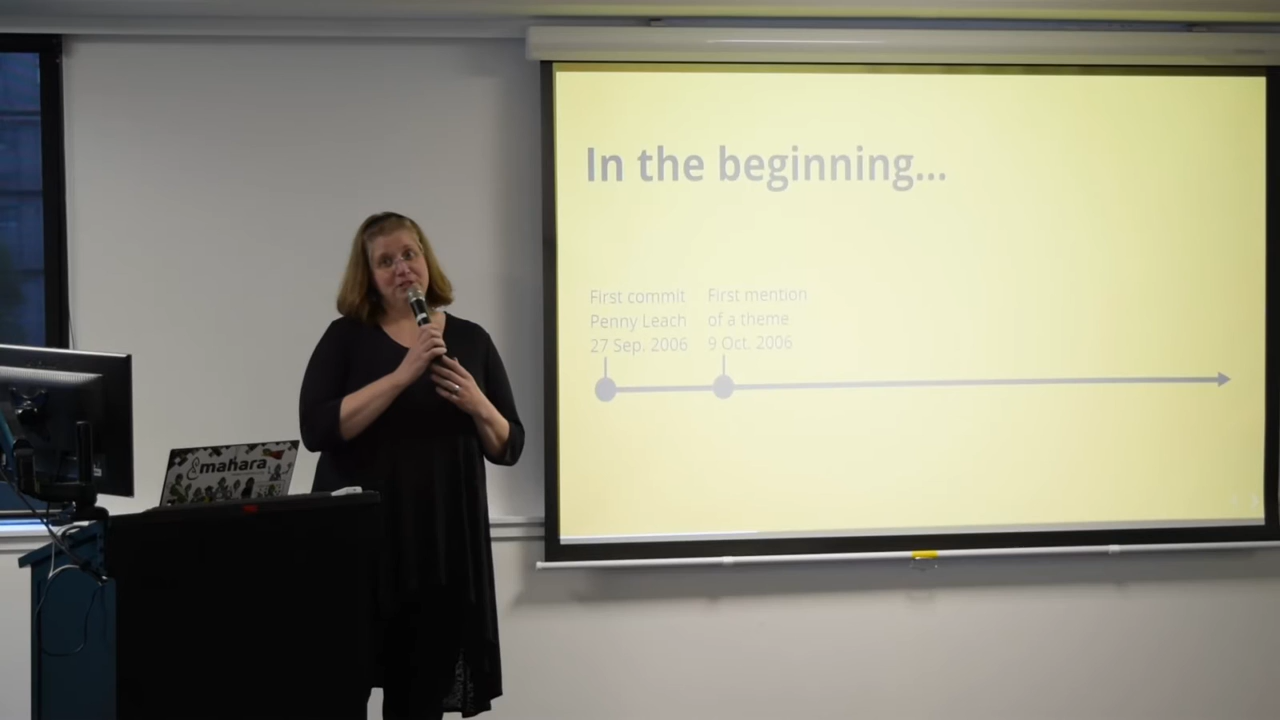 In the beginning...
First commit
Penny Leach
27 Sep. 2006
First mention
of a theme
9 Oct. 2006
mahara